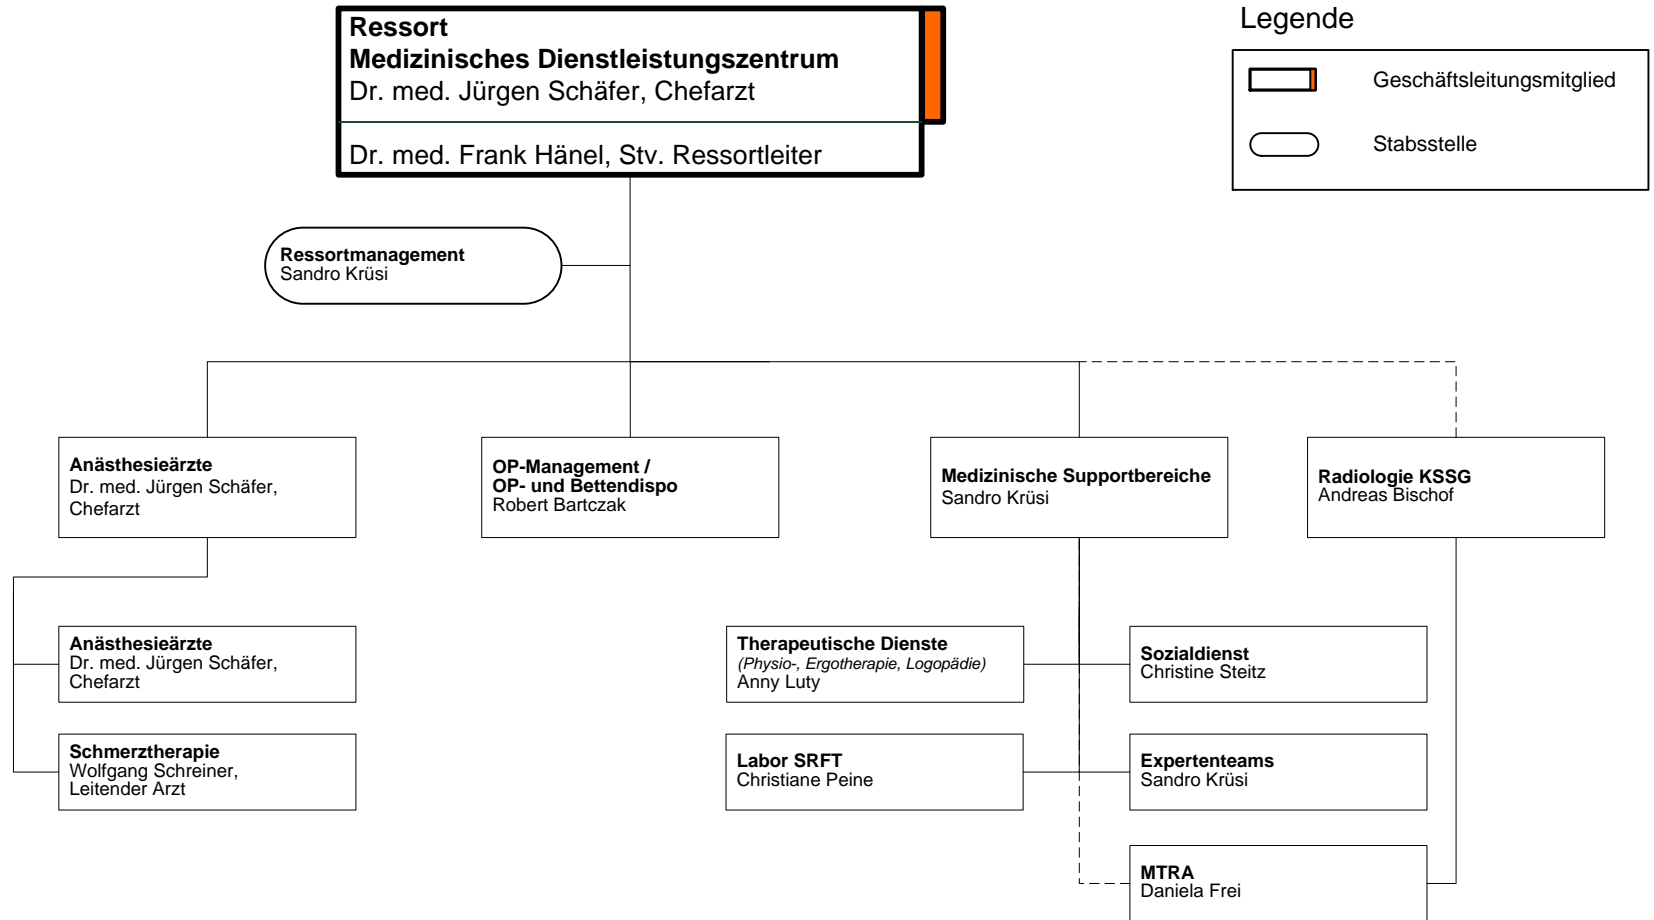 Ressort
Medizinisches Dienstleistungszentrum
Dr. med. Jürgen Schäfer, Chefarzt
Dr. med. Frank Hänel, Stv. Ressortleiter
Legende
Geschäftsleitungsmitglied
Stabsstelle
Ressortmanagement
Sandro Krüsi
Anästhesieärzte
Dr. med. Jürgen Schäfer,
Chefarzt
OP-Management /
OP- und Bettendispo
Robert Bartczak
Medizinische Supportbereiche
Sandro Krüsi
Radiologie KSSG
Andreas Bischof
Anästhesieärzte
Dr. med. Jürgen Schäfer,
Chefarzt
Therapeutische Dienste
(Physio-, Ergotherapie, Logopädie)
Anny Luty
Sozialdienst
Christine Steitz
Schmerztherapie
Wolfgang Schreiner,
Leitender Arzt
Labor SRFT
Christiane Peine
Expertenteams
Sandro Krüsi
MTRA
Daniela Frei